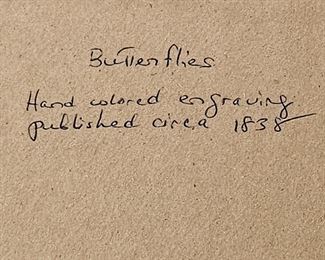 Butterflies
Hand colored engraving
published circa 1838